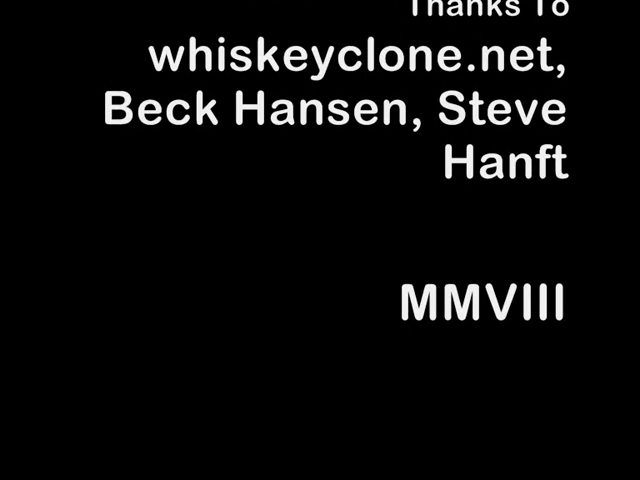 Thanks To
whiskeyclone.net,
Beck Hansen, Steve
Hanft
MMVIII